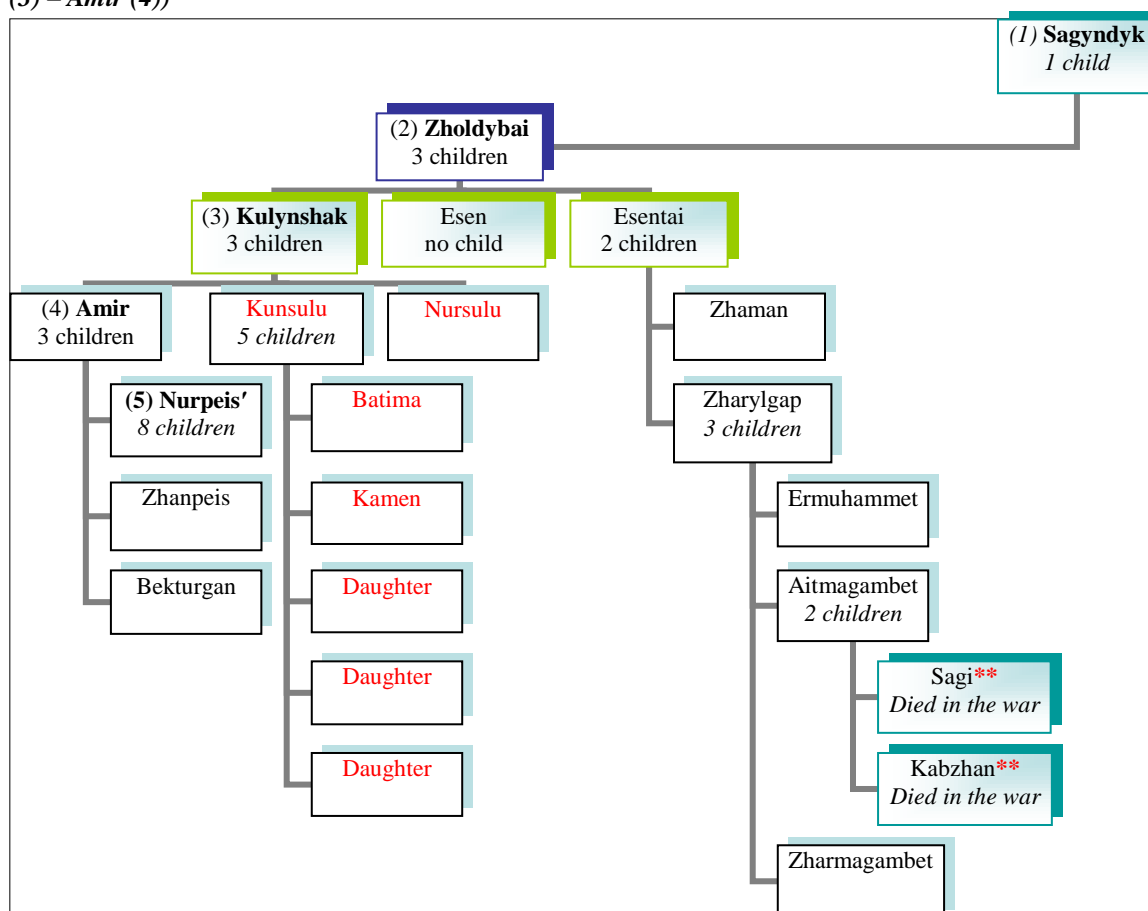 (3) – Amir (4))
(1) Sagyndyk
1 child
(2) Zholdybai
3 children
(3) Kulynshak
3 children
Esen
no child
Esentai
2 children
(4) Amir
3 children
Kunsulu
5 children
Nursulu
Zhaman
(5) Nurpeis′
8 children
Batima
Zharylgap
3 children
Zhanpeis
Kamen
Ermuhammet
Bekturgan
Daughter
Aitmagambet
2 children
Daughter
Sagi**
Died in the war
Daughter
Kabzhan**
Died in the war
Zharmagambet